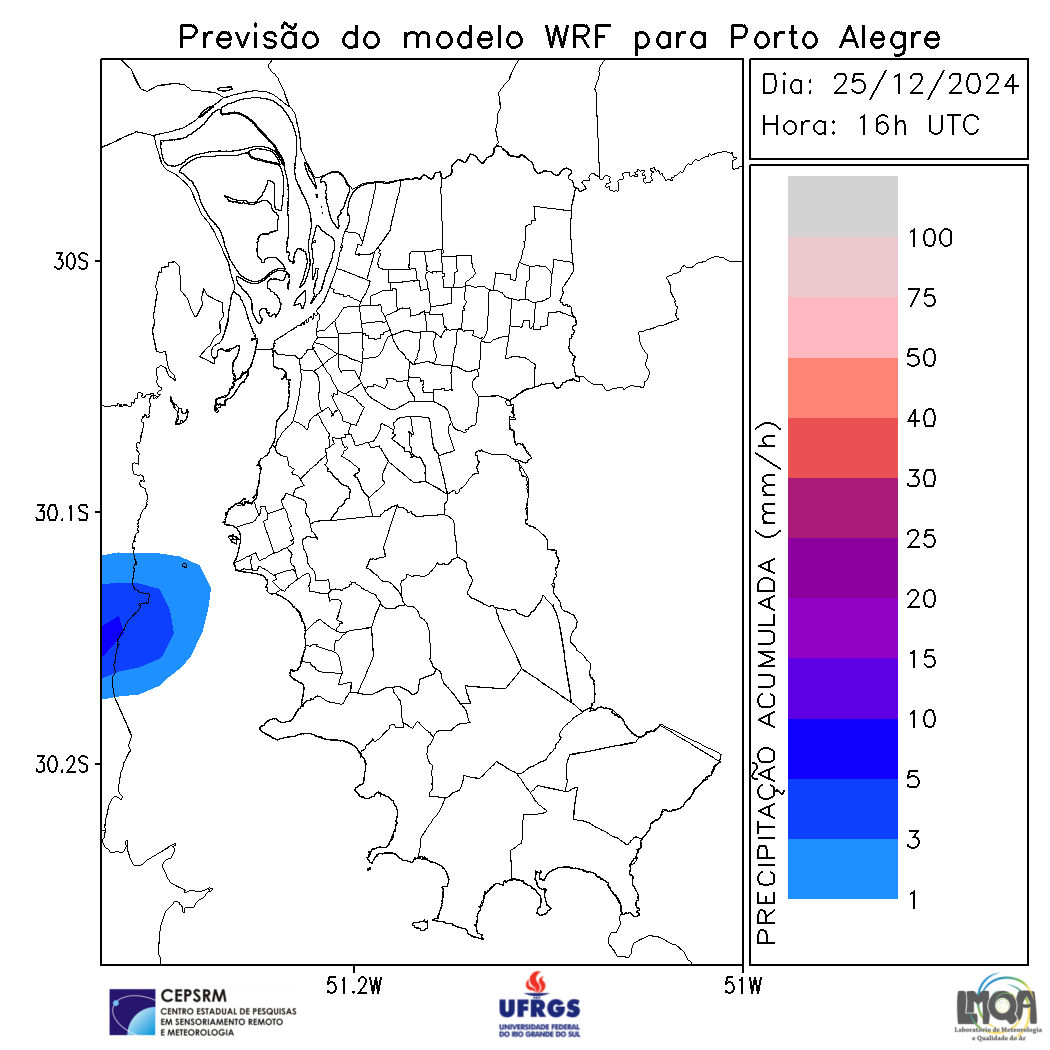 Previsão do modelo WRF para Porto Alegre
Dia: 25/12/2024
Hora: 16h UTC
30S
30.1S
30.2S
51.2W
51W
PRECIPITAÇÃO ACUMULADA (mm/h)
100
75
50
40
30
25
20
15
10
5
3
1
CEPSRM
CENTRO ESTADUAL DE PESQUISAS
EM SENSORIAMENTO REMOTO
E METEOROLOGIA
UFRGS
UNIVERSIDADE FEDERAL
DO RIO GRANDE DO SUL
LMQA
Laboratório de Meteorologia
e Qualidade do Ar